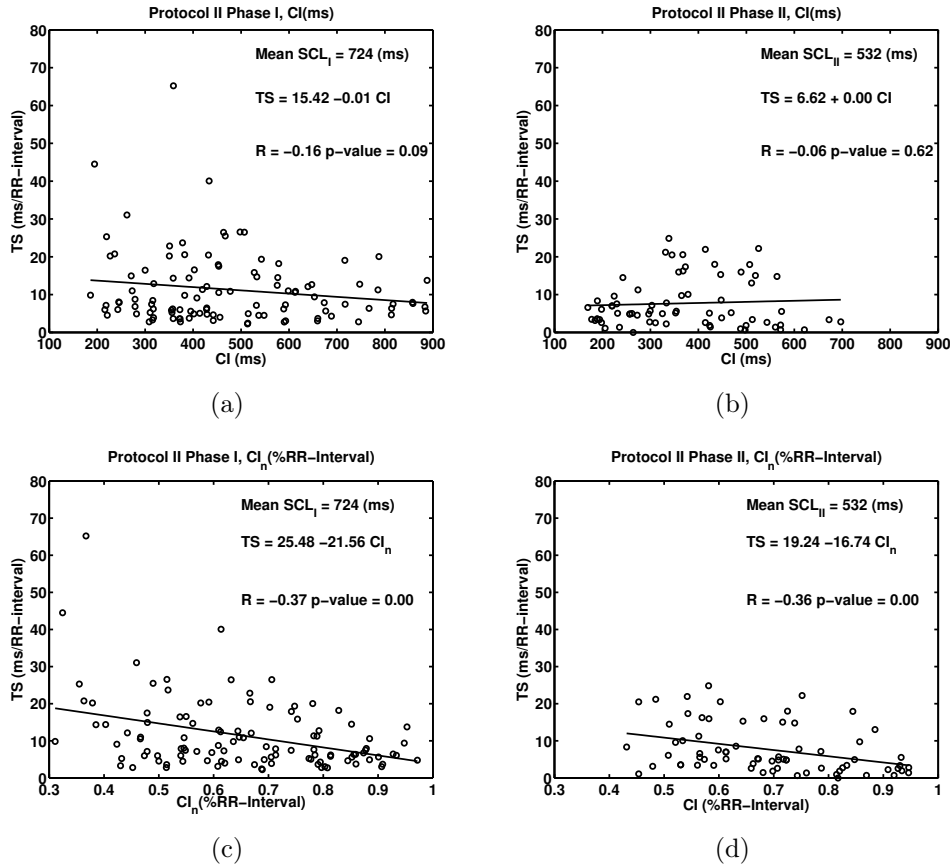 Protocol II Phase I, CI(ms)
80
70
60
50
40
30
20
10
0
TS (ms/RR−interval)
Mean SCL_I = 724 (ms)
TS = 15.42 −0.01 CI
R = −0.16 p−value = 0.09
100 200 300 400 500 600 700 800 900
CI (ms)
(a)
Protocol II Phase II, CI(ms)
80
70
60
50
40
30
20
10
0
TS (ms/RR−interval)
Mean SCL_II = 532 (ms)
TS = 6.62 + 0.00 CI
R = −0.06 p−value = 0.62
100 200 300 400 500 600 700 800 900
CI (ms)
(b)
Protocol II Phase I, CI_n(%RR−Interval)
80
70
60
50
40
30
20
10
0
TS (ms/RR−interval)
Mean SCL_I = 724 (ms)
TS = 25.48 −21.56 CI_n
R = −0.37 p−value = 0.00
0.3 0.4 0.5 0.6 0.7 0.8 0.9 1
CI_n(%RR−Interval)
(c)
Protocol II Phase II, CI_n(%RR−Interval)
80
70
60
50
40
30
20
10
0
TS (ms/RR−interval)
Mean SCL_II = 532 (ms)
TS = 19.24 −16.74 CI_n
R = −0.36 p−value = 0.00
0.3 0.4 0.5 0.6 0.7 0.8 0.9 1
CI (%RR−Interval)
(d)